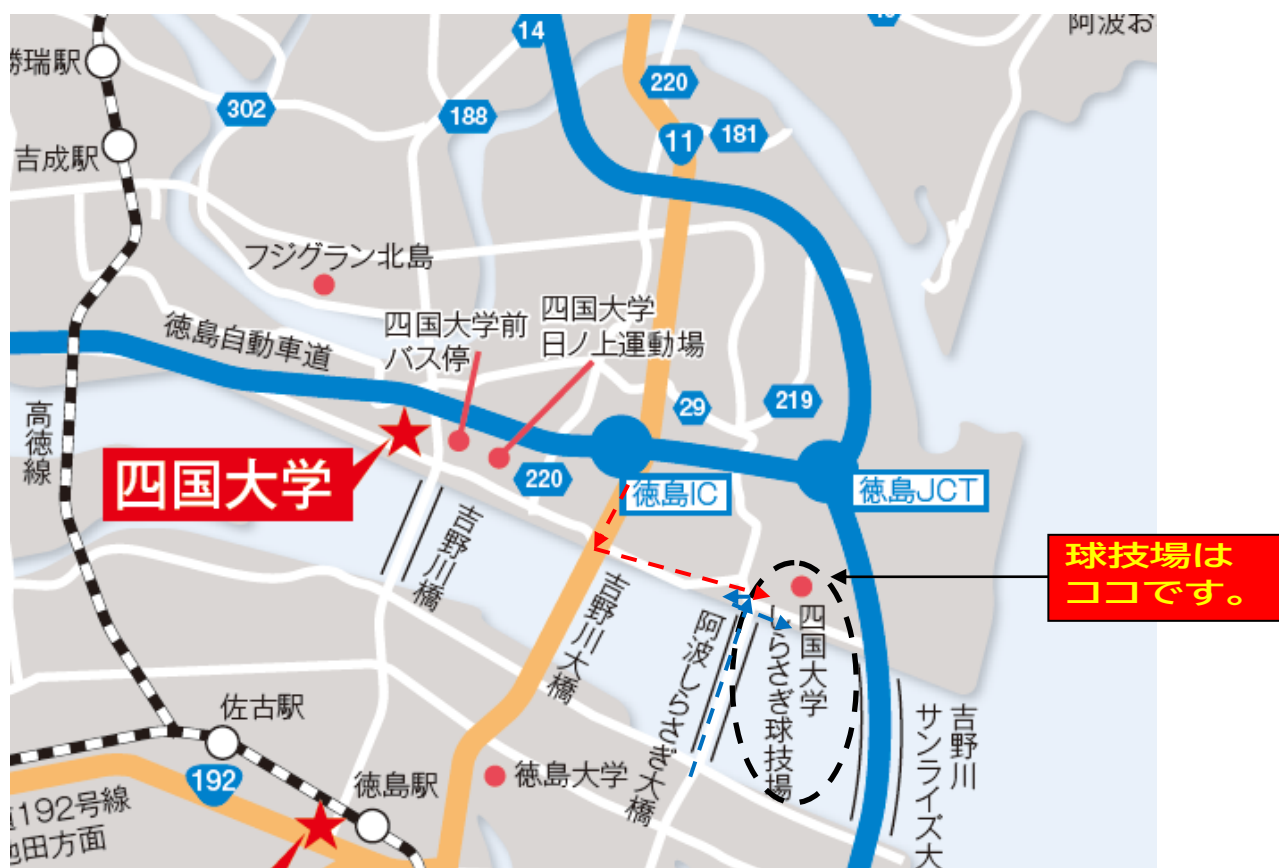 阿波お
14
勝瑞駅
220
302
188
11
181
吉成駅
フジグラン北島
徳島自動車道
四国大学前
バス停
四国大学
日ノ上運動場
29
219
高徳線
四国大学
220
徳島IC
徳島JCT
吉野川橋
球技場は
ココです。
吉野川大橋
阿波しらさぎ大橋
四国大学
しらさぎ球技場
吉野川
サンライズ大
佐古駅
192
徳島駅
徳島大学
192号線
田方面